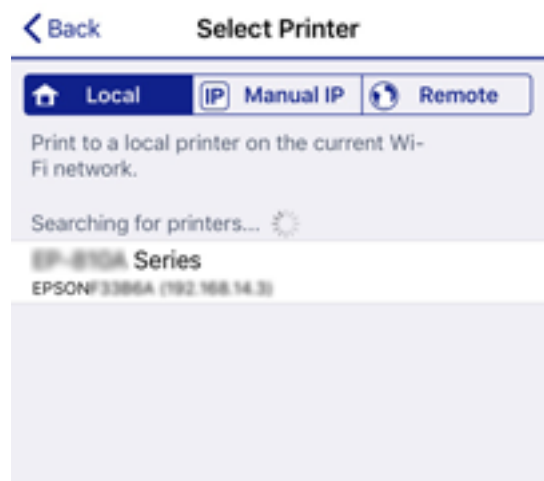 Back Select Printer
Local IP Manual IP Remote
Print to a local printer on the current Wi-
Fi network.
Searching for printers...
Series
EPSON